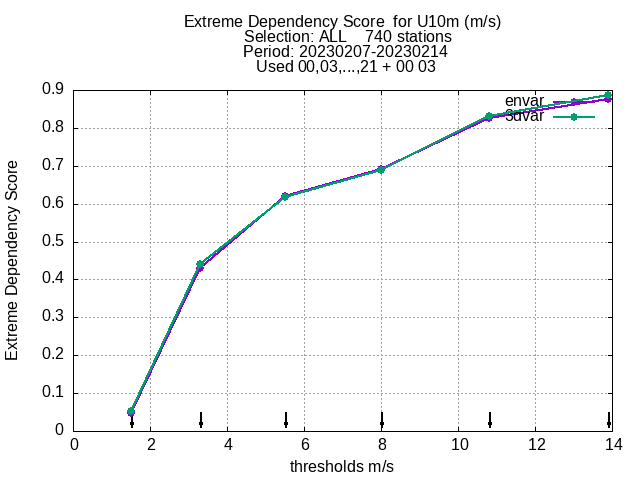 Extreme Dependency Score  for U10m (m/s)
Selection: ALL    740 stations
Period: 20230207-20230214
Used 00,03,...,21 + 00 03
envar
3dvar
Extreme Dependency Score
0.9
0.8
0.7
0.6
0.5
0.4
0.3
0.2
0.1
0
0 2 4 6 8 10 12 14
thresholds m/s